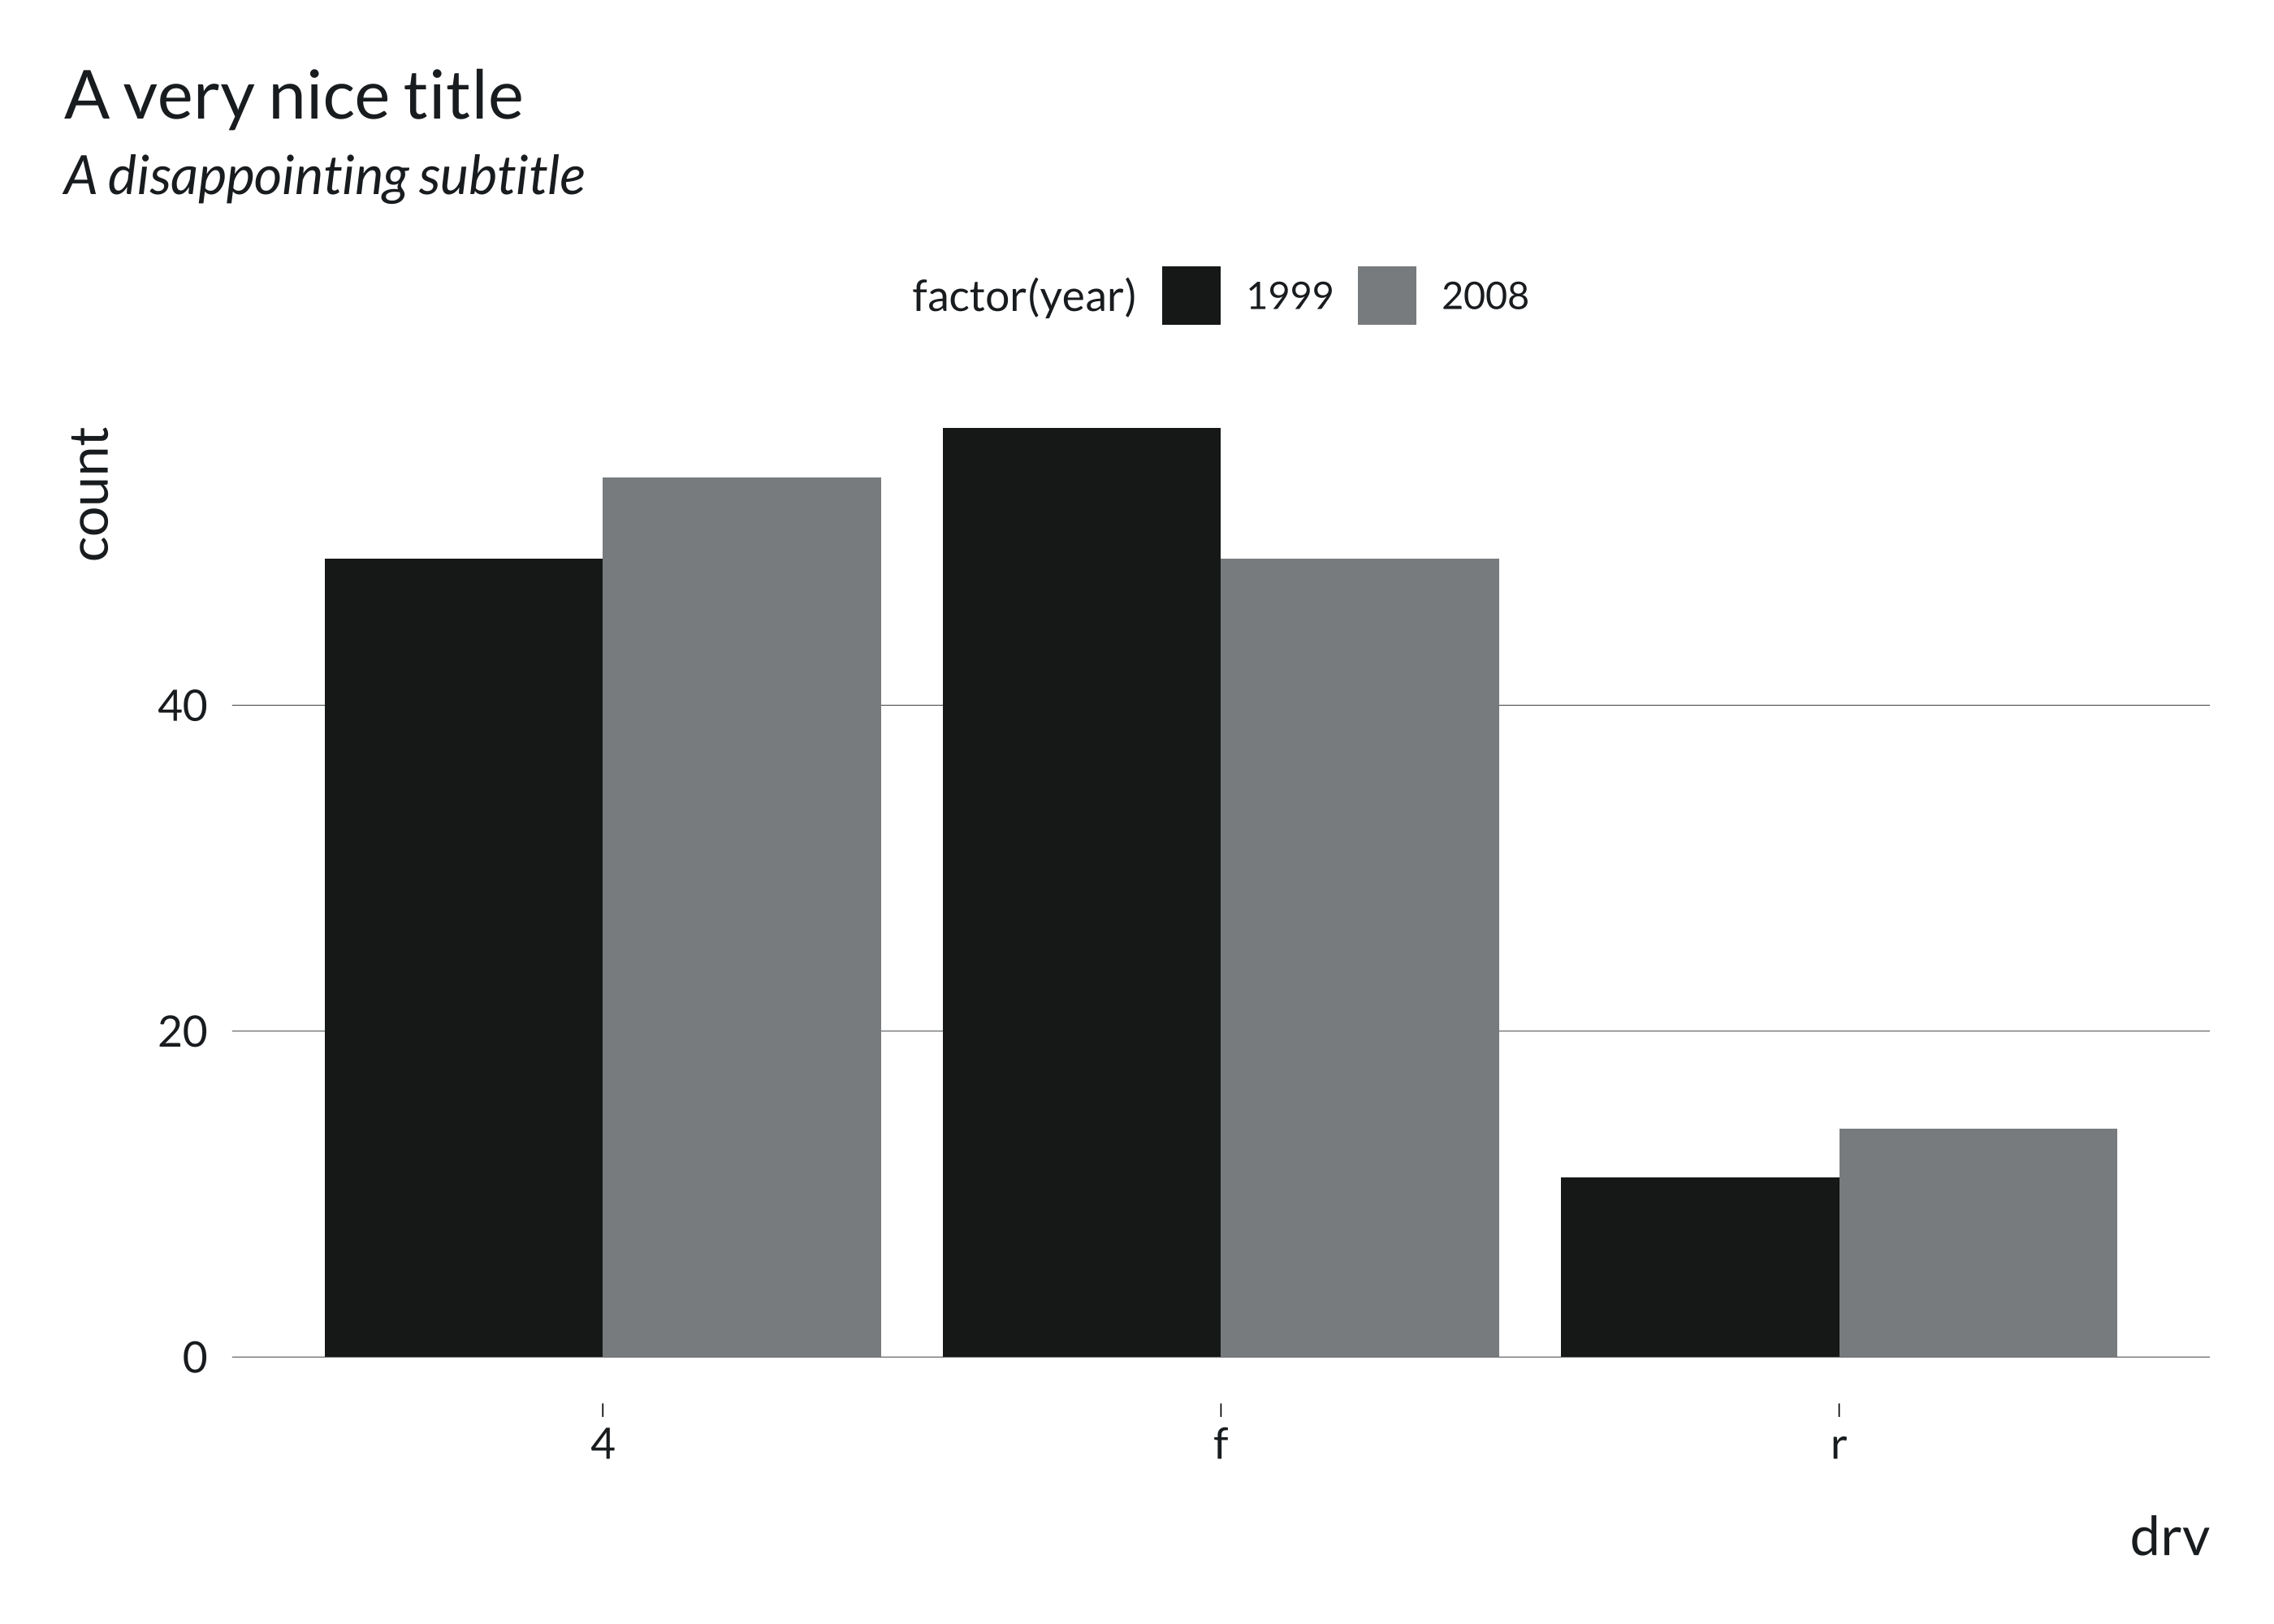 A very nice title
A disappointing subtitle
factor(year) 1999 2008
count
40
20
0
4 f r
drv